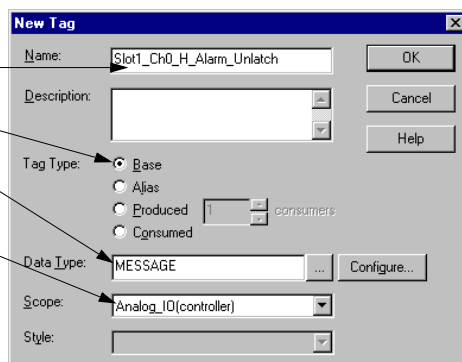 New Tag
Name:
Slot1_Ch0_H_Alarm_Unlatch
OK
Description:
Cancel
Help
Tag Type:
Base
Alias
Produced
1
consumers
Consumed
Data Type:
MESSAGE
...
Configure...
Scope:
Analog_IO(controller)
Style: